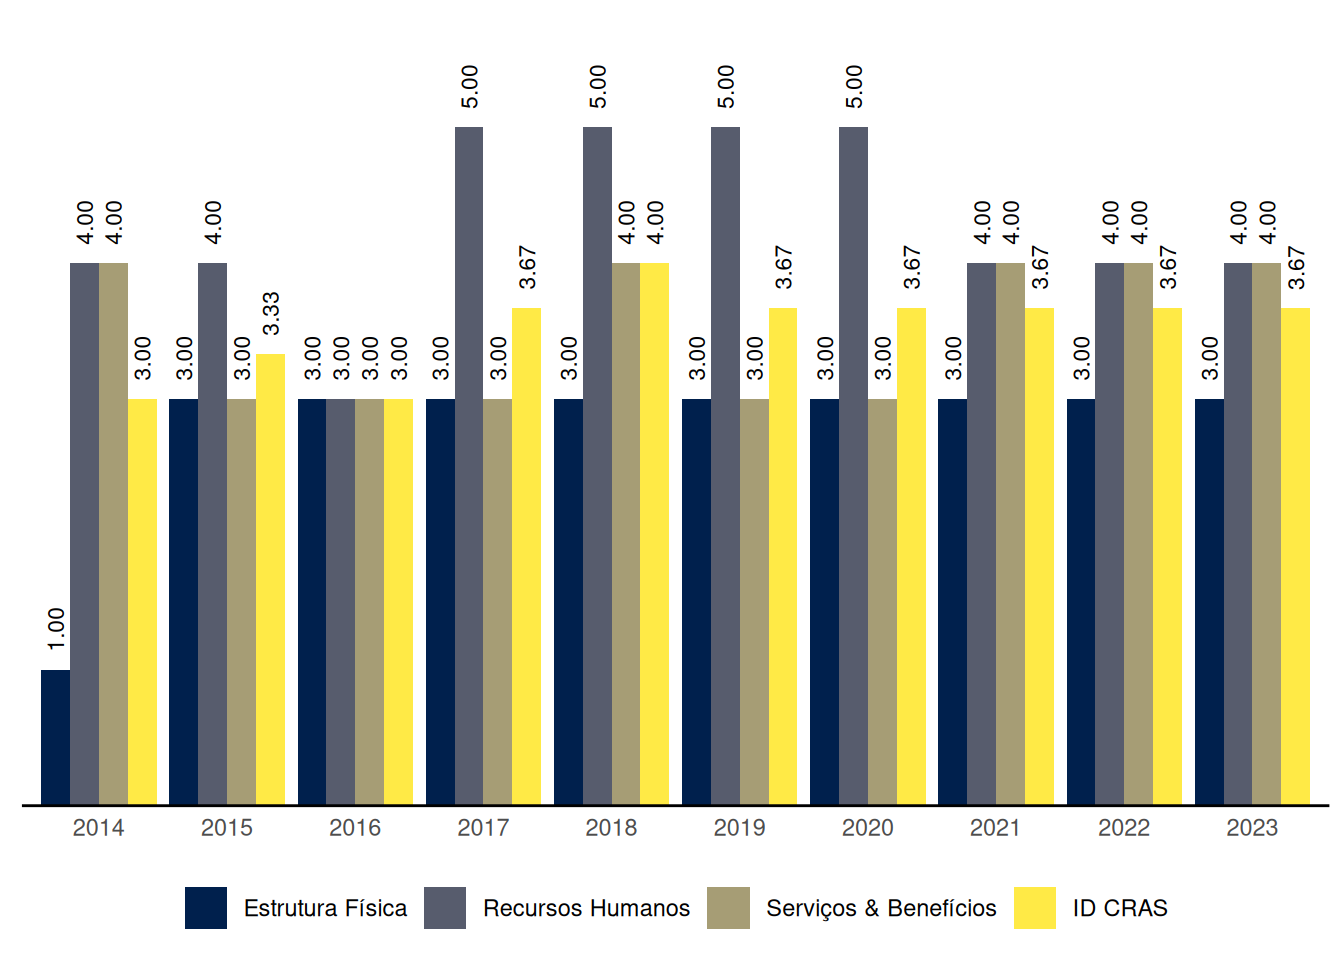 5.00 5.00 5.00 5.00
4.00 4.00 4.00 4.00 4.00 4.00 4.00 4.00 4.00 4.00 4.00
3.67 3.67 3.67 3.67 3.67 3.67
3.33
3.00 3.00 3.00 3.00 3.00 3.00 3.00 3.00 3.00 3.00 3.00 3.00 3.00 3.00 3.00 3.00 3.00
1.00
2014 2015 2016 2017 2018 2019 2020 2021 2022 2023
Estrutura Física Recursos Humanos Serviços & Benefícios ID CRAS